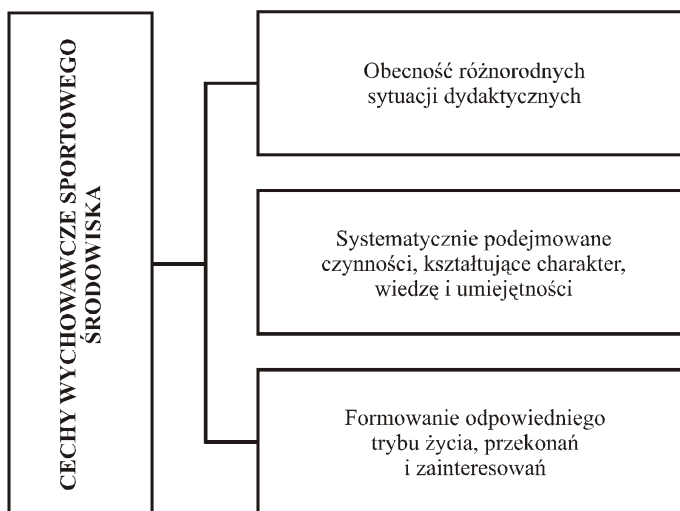 CECHY WYCHOWAWCZE SPORTOWEGO
ŚRODOWISKA
Obecność różnorodnych
sytuacji dydaktycznych
Systematycznie podejmowane
czynności, kształtujące charakter,
wiedzę i umiejętności
Formowanie odpowiedniego
trybu życia, przekonań
i zainteresowań